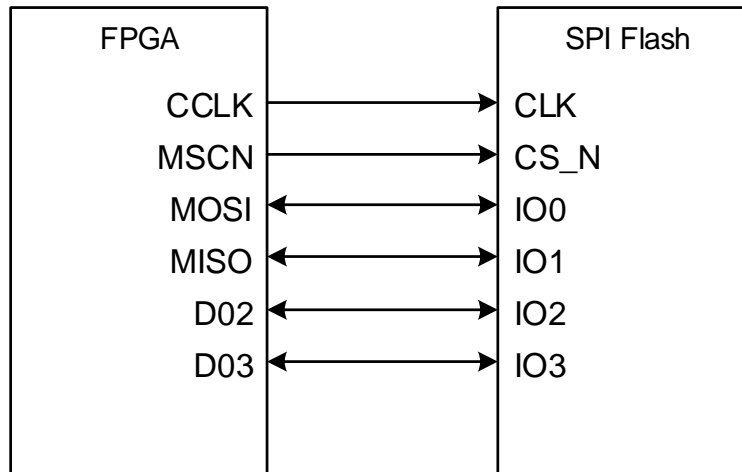 FPGA SPI Flash
CCLK CLK
MSCN CS_N
MOSI IO0
MISO IO1
D02 IO2
D03 IO3